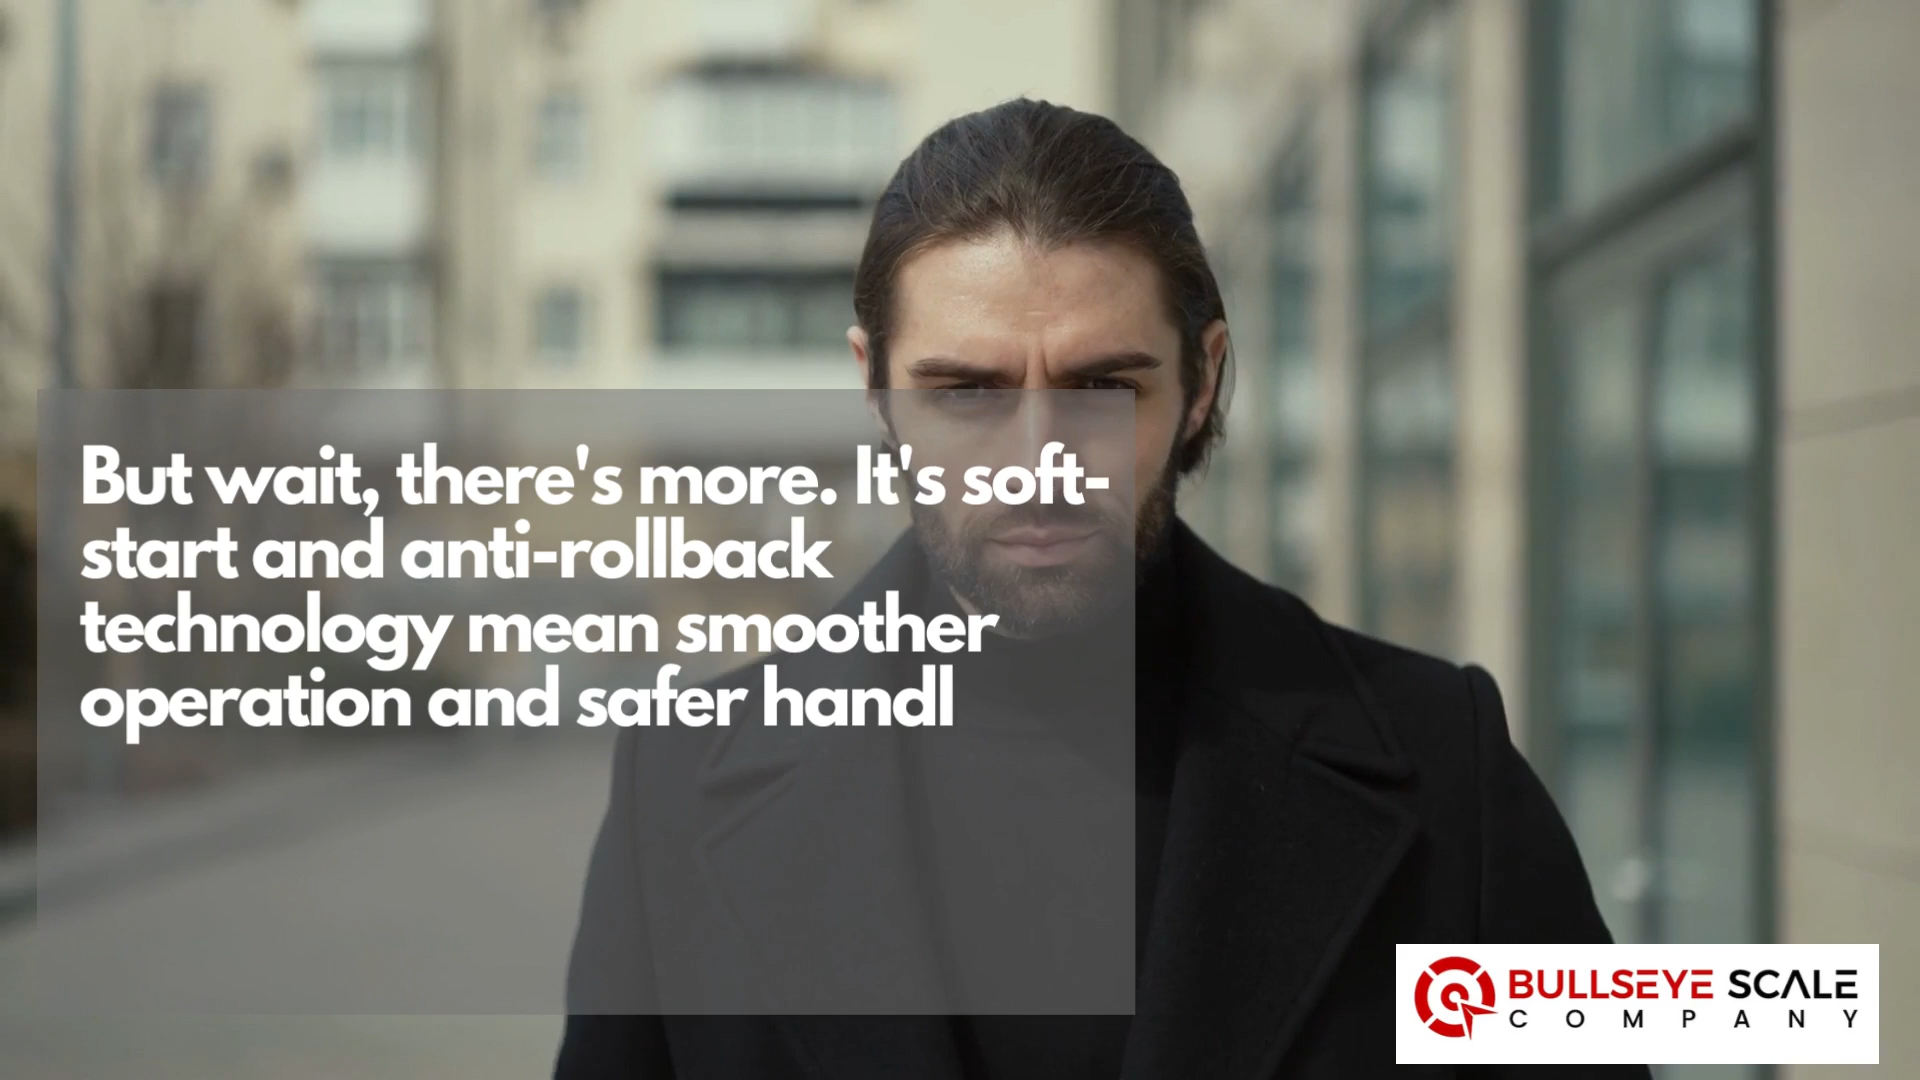 But wait, there's more. It's soft-
start and anti-rollback
technology mean smoother
operation and safer handl
BULLSEYE SCALE
COMPANY